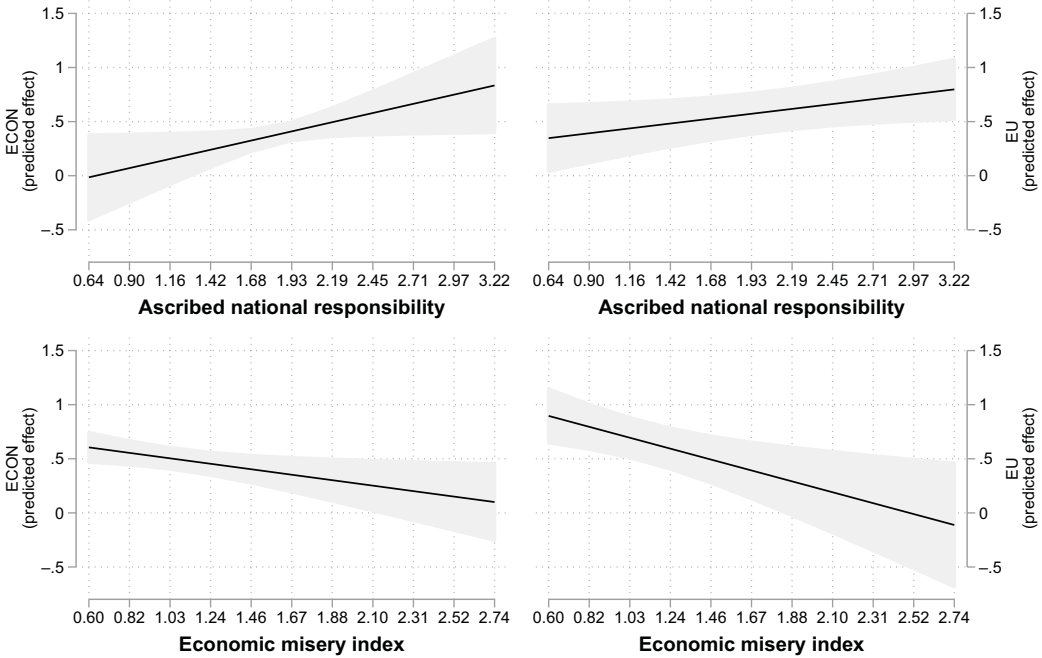 1.5
1
.5
0
–.5
ECON
(predicted effect)
0.64 0.90 1.16 1.42 1.68 1.93 2.19 2.45 2.71 2.97 3.22
Ascribed national responsibility
1.5
1
.5
0
–.5
EU
(predicted effect)
0.64 0.90 1.16 1.42 1.68 1.93 2.19 2.45 2.71 2.97 3.22
Ascribed national responsibility
1.5
1
.5
0
–.5
ECON
(predicted effect)
0.60 0.82 1.03 1.24 1.46 1.67 1.88 2.10 2.31 2.52 2.74
Economic misery index
1.5
1
.5
0
–.5
EU
(predicted effect)
0.60 0.82 1.03 1.24 1.46 1.67 1.88 2.10 2.31 2.52 2.74
Economic misery index